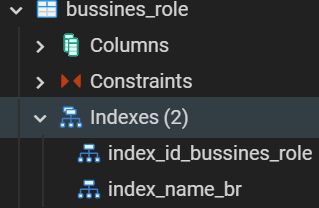 bussines_role
Columns
Constraints
Indexes (2)
index_id_bussines_role
index_name_br